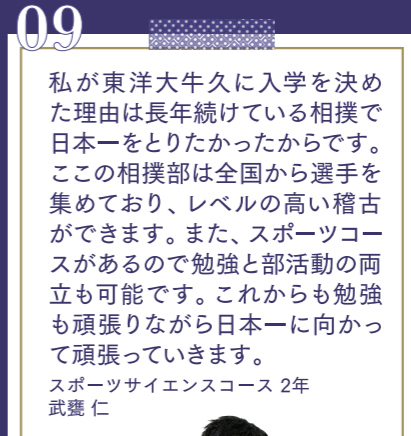 09
私が東洋大牛久に入学を決め
た理由は長年続けている相撲で
日本一をとりたかったからです。
ここの相撲部は全国から選手を
集めており、レベルの高い稽古
ができます。また、スポーツコー
スがあるので勉強と部活動の両
立も可能です。これからも勉強
も頑張りながら日本一に向かっ
て頑張っていきます。
スポーツサイエンスコース 2年
武甕 仁